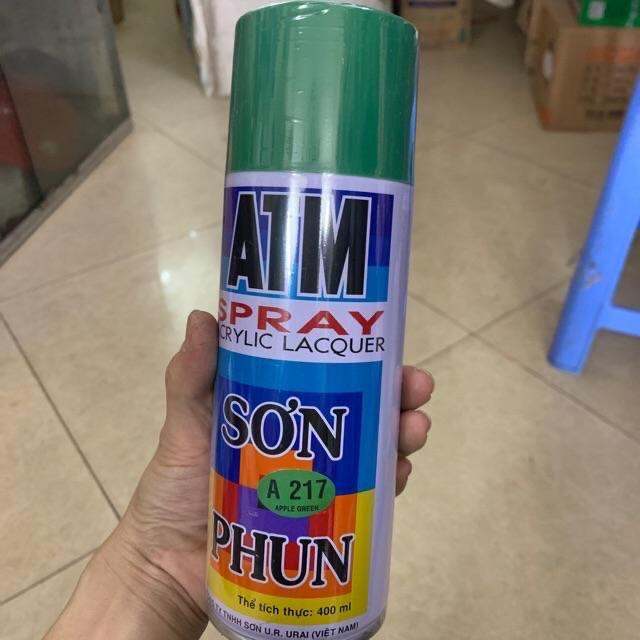 ATM
SPRAY
CRYLIC LACQUER
SƠN
A 217
APPLE GREEN
PHUN
Thể tích thực: 400 ml
TY TNHH SƠN U.R. URAI (VIỆT NAM)